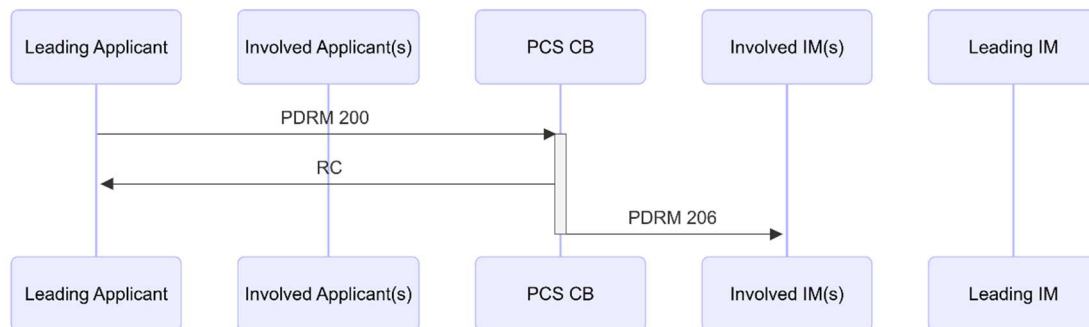 Leading Applicant
Involved Applicant(s)
PCS CB
Involved IM(s)
Leading IM
PDRM 200
RC
PDRM 206
Leading Applicant
Involved Applicant(s)
PCS CB
Involved IM(s)
Leading IM